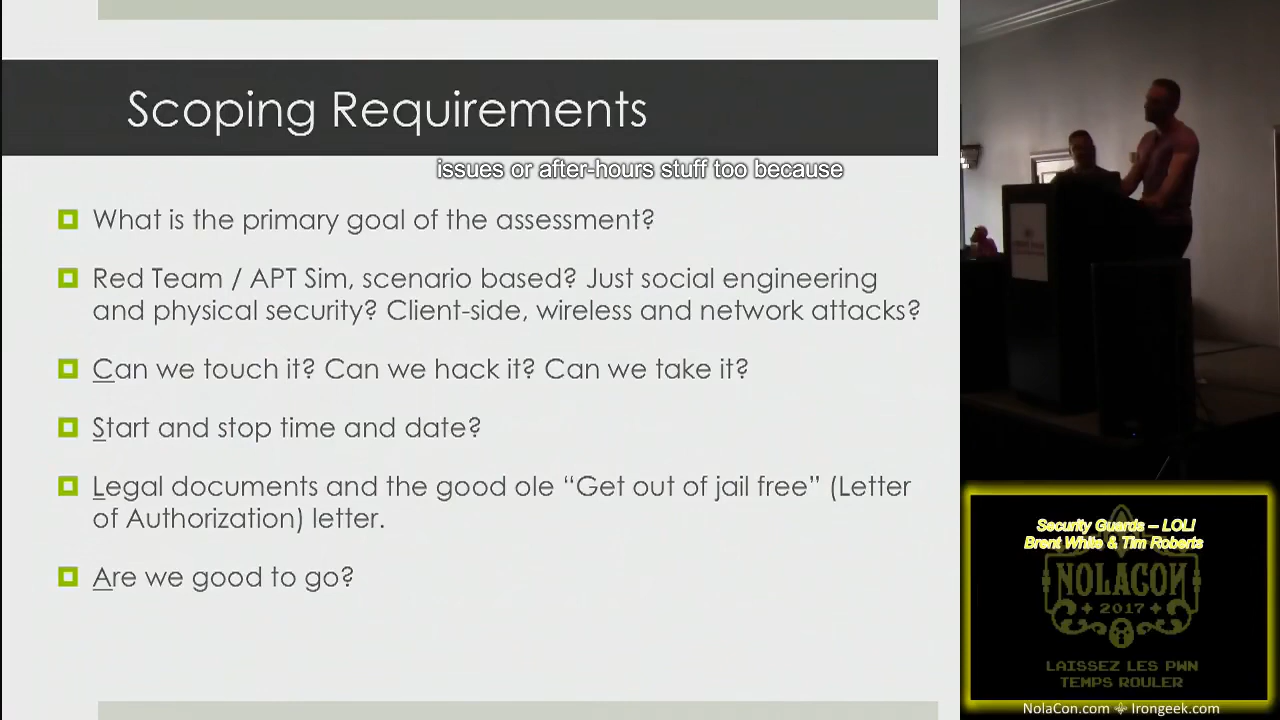 Scoping Requirements
issues or after-hours stuff too because
What is the primary goal of the assessment?
Red Team / APT Sim, scenario based? Just social engineering
and physical security? Client-side, wireless and network attacks?
Can we touch it? Can we hack it? Can we take it?
Start and stop time and date?
Legal documents and the good ole “Get out of jail free” (Letter
of Authorization) letter.
Are we good to go?
Security Guards -- LOL!
Brent White & Tim Roberts
NOLACON
2017
LAISSEZ LES PWN
TEMPS ROULER
NolaCon.com Irongeek.com